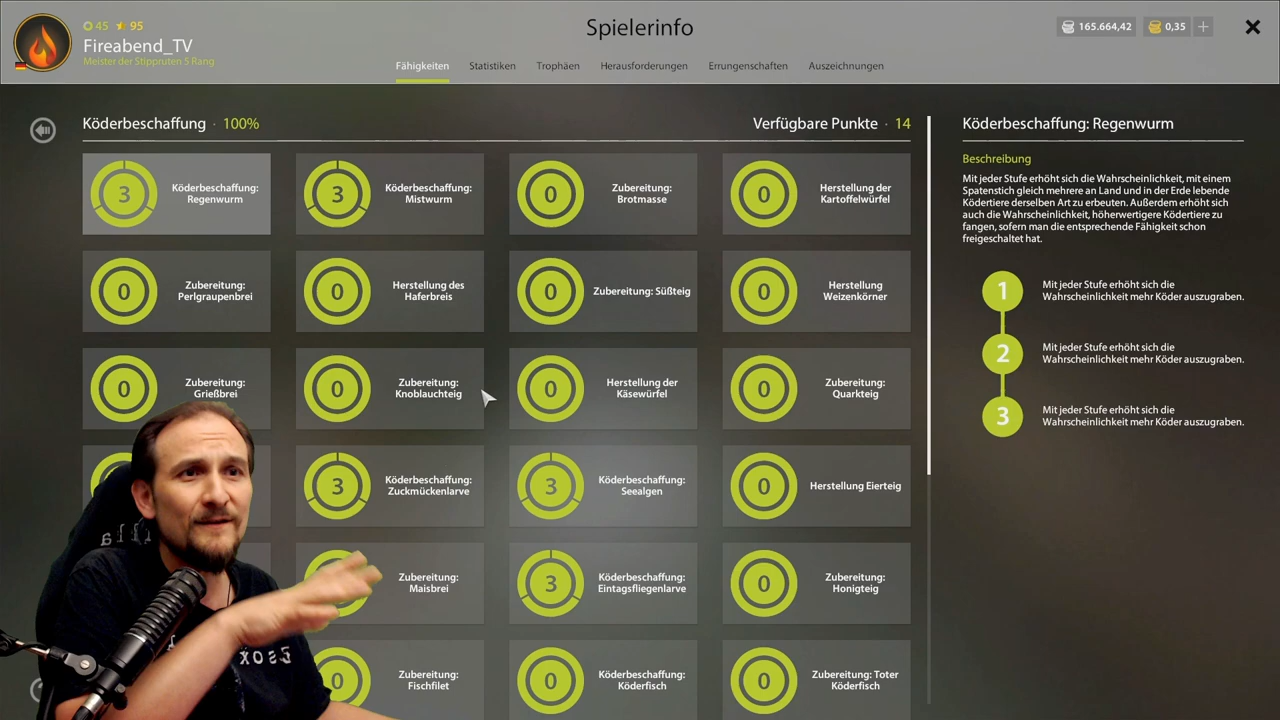 45 95
Fireabend_TV
Meister der Stippruten 5 Rang
Spielerinfo
165.664,42
0,35
Fähigkeiten
Statistiken
Trophäen
Herausforderungen
Errungenschaften
Auszeichnungen
Köderbeschaffung · 100%
Verfügbare Punkte · 14
3
Köderbeschaffung:
Regenwurm
3
Köderbeschaffung:
Mistwurm
0
Zubereitung:
Brotmasse
0
Herstellung der
Kartoffelwürfel
0
Zubereitung:
Perlgraupenbrei
0
Herstellung des
Haferbreis
0
Zubereitung: Süßteig
0
Herstellung
Weizenkörner
0
Zubereitung:
Grießbrei
0
Zubereitung:
Knoblauchteig
0
Herstellung der
Käsewürfel
0
Zubereitung:
Quarkteig
3
Köderbeschaffung:
Zuckmückenlarve
3
Köderbeschaffung:
Seealgen
0
Herstellung Eierteig
Zubereitung:
Maisbrei
3
Köderbeschaffung:
Eintagsfliegenlarve
0
Zubereitung:
Honigteig
0
Zubereitung:
Fischfilet
0
Köderbeschaffung:
Köderfisch
0
Zubereitung: Toter
Köderfisch
Köderbeschaffung: Regenwurm
Beschreibung
Mit jeder Stufe erhöht sich die Wahrscheinlichkeit, mit einem
Spatenstich gleich mehrere an Land und in der Erde lebende
Ködertiere derselben Art zu erbeuten. Außerdem erhöht sich
auch die Wahrscheinlichkeit, höherwertigere Ködertiere zu
fangen, sofern man die entsprechende Fähigkeit schon
freigeschaltet hat.
1
Mit jeder Stufe erhöht sich die
Wahrscheinlichkeit mehr Köder auszugraben.
2
Mit jeder Stufe erhöht sich die
Wahrscheinlichkeit mehr Köder auszugraben.
3
Mit jeder Stufe erhöht sich die
Wahrscheinlichkeit mehr Köder auszugraben.